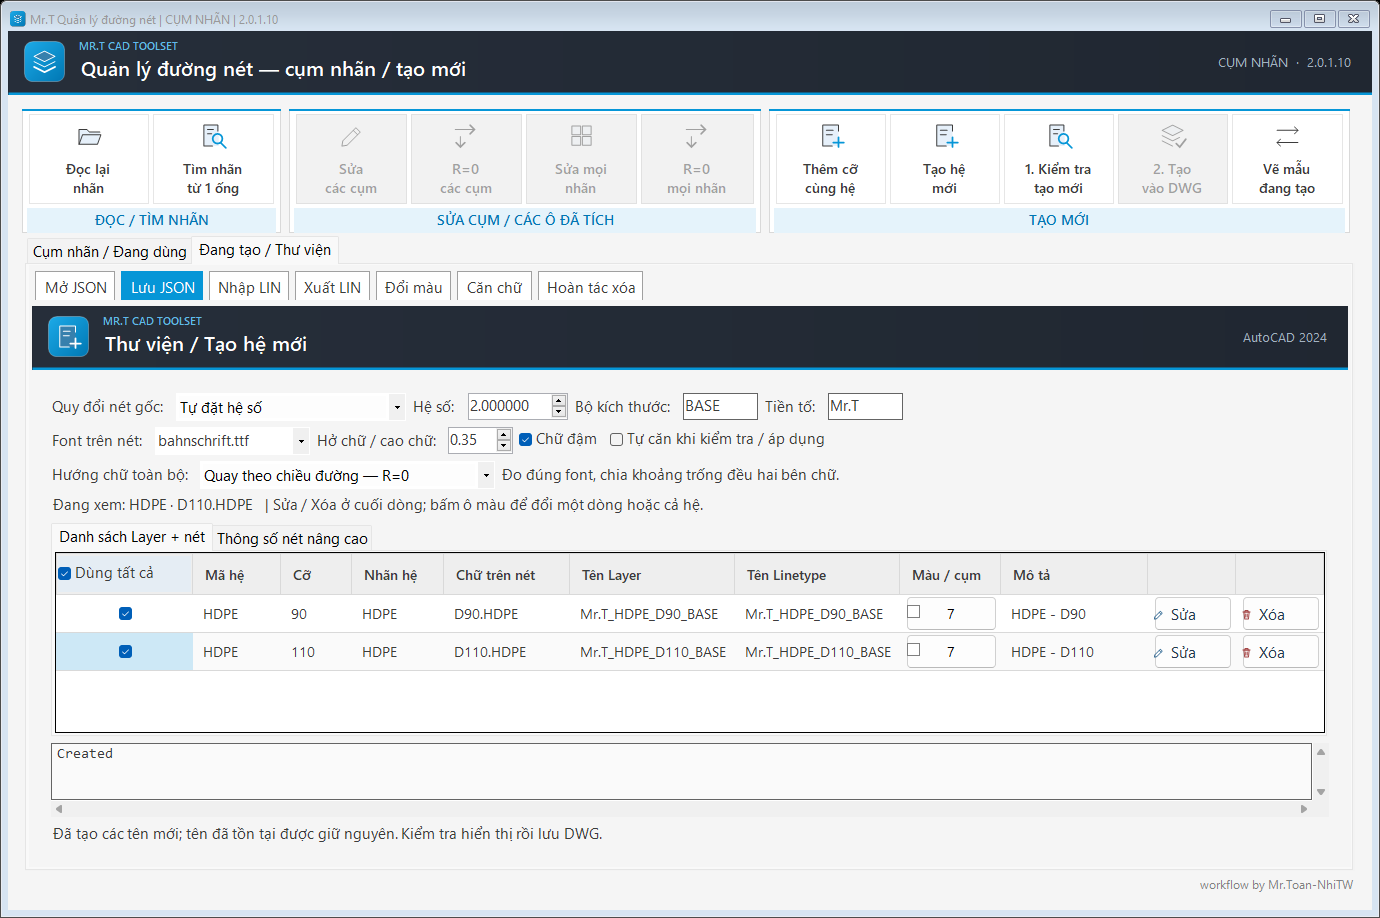 Mr.T Quản lý đường nét | CỤM NHÃN | 2.0.1.10
MR.T CAD TOOLSET
Quản lý đường nét — cụm nhãn / tạo mới
CỤM NHÃN · 2.0.1.10
Đọc lại nhãn
Tìm nhãn từ 1 ống
Sửa các cụm
R=0 các cụm
Sửa mọi nhãn
R=0 mọi nhãn
Thêm cỡ cùng hệ
Tạo hệ mới
1. Kiểm tra tạo mới
2. Tạo vào DWG
Vẽ mẫu đang tạo
ĐỌC / TÌM NHÃN
SỬA CỤM / CÁC Ô ĐÃ TÍCH
TẠO MỚI
Cụm nhãn / Đang dùng
Đang tạo / Thư viện
Mở JSON
Lưu JSON
Nhập LIN
Xuất LIN
Đổi màu
Căn chữ
Hoàn tác xóa
MR.T CAD TOOLSET
Thư viện / Tạo hệ mới
AutoCAD 2024
Quy đổi nét gốc: Tự đặt hệ số Hệ số: 2.000000 Bộ kích thước: BASE Tiền tố: Mr.T
Font trên nét: bahnschrift.ttf Hở chữ / cao chữ: 0.35 Chữ đậm Tự căn khi kiểm tra / áp dụng
Hướng chữ toàn bộ: Quay theo chiều đường — R=0 Đo đúng font, chia khoảng trống đều hai bên chữ.
Đang xem: HDPE · D110.HDPE | Sửa / Xóa ở cuối dòng; bấm ô màu để đổi một dòng hoặc cả hệ.
Danh sách Layer + nét
Thông số nét nâng cao
Dùng tất cả Mã hệ Cỡ Nhãn hệ Chữ trên nét Tên Layer Tên Linetype Màu / cụm Mô tả
HDPE 90 HDPE D90.HDPE Mr.T_HDPE_D90_BASE Mr.T_HDPE_D90_BASE 7 HDPE - D90 Sửa Xóa
HDPE 110 HDPE D110.HDPE Mr.T_HDPE_D110_BASE Mr.T_HDPE_D110_BASE 7 HDPE - D110 Sửa Xóa
Created
Đã tạo các tên mới; tên đã tồn tại được giữ nguyên. Kiểm tra hiển thị rồi lưu DWG.
workflow by Mr.Toan-NhiTW